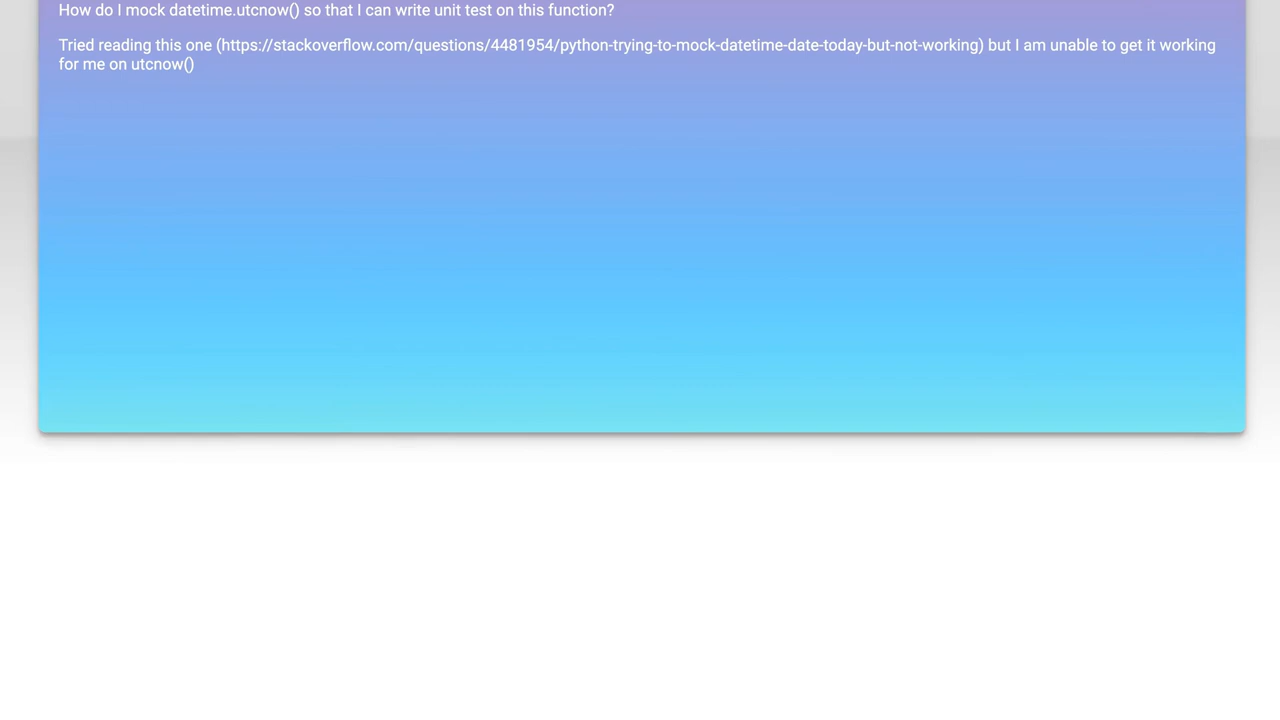 How do I mock datetime.utcnow() so that I can write unit test on this function?
Tried reading this one (https://stackoverflow.com/questions/4481954/python-trying-to-mock-datetime-date-today-but-not-working) but I am unable to get it working
for me on utcnow()